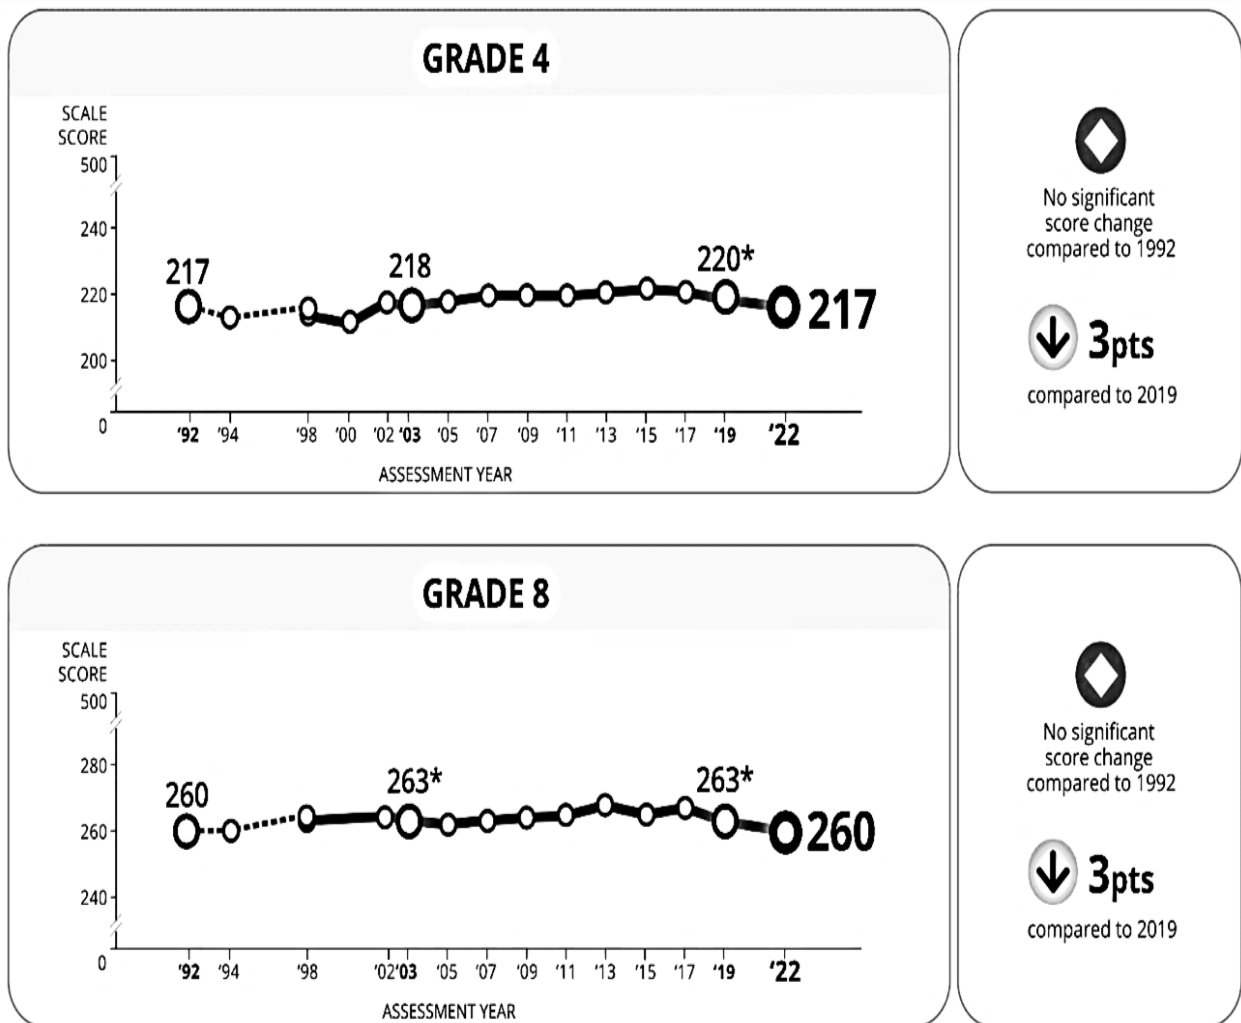 GRADE 4
SCALE
SCORE
500
240
220
200
0
217
218
220*
217
'92 '94 '98 '00 '02 '03 '05 '07 '09 '11 '13 '15 '17 '19 '22
ASSESSMENT YEAR
No significant
score change
compared to 1992
3pts
compared to 2019
GRADE 8
SCALE
SCORE
500
280
260
240
0
260
263*
263*
260
'92 '94 '98 '02 '03 '05 '07 '09 '11 '13 '15 '17 '19 '22
ASSESSMENT YEAR
No significant
score change
compared to 1992
3pts
compared to 2019